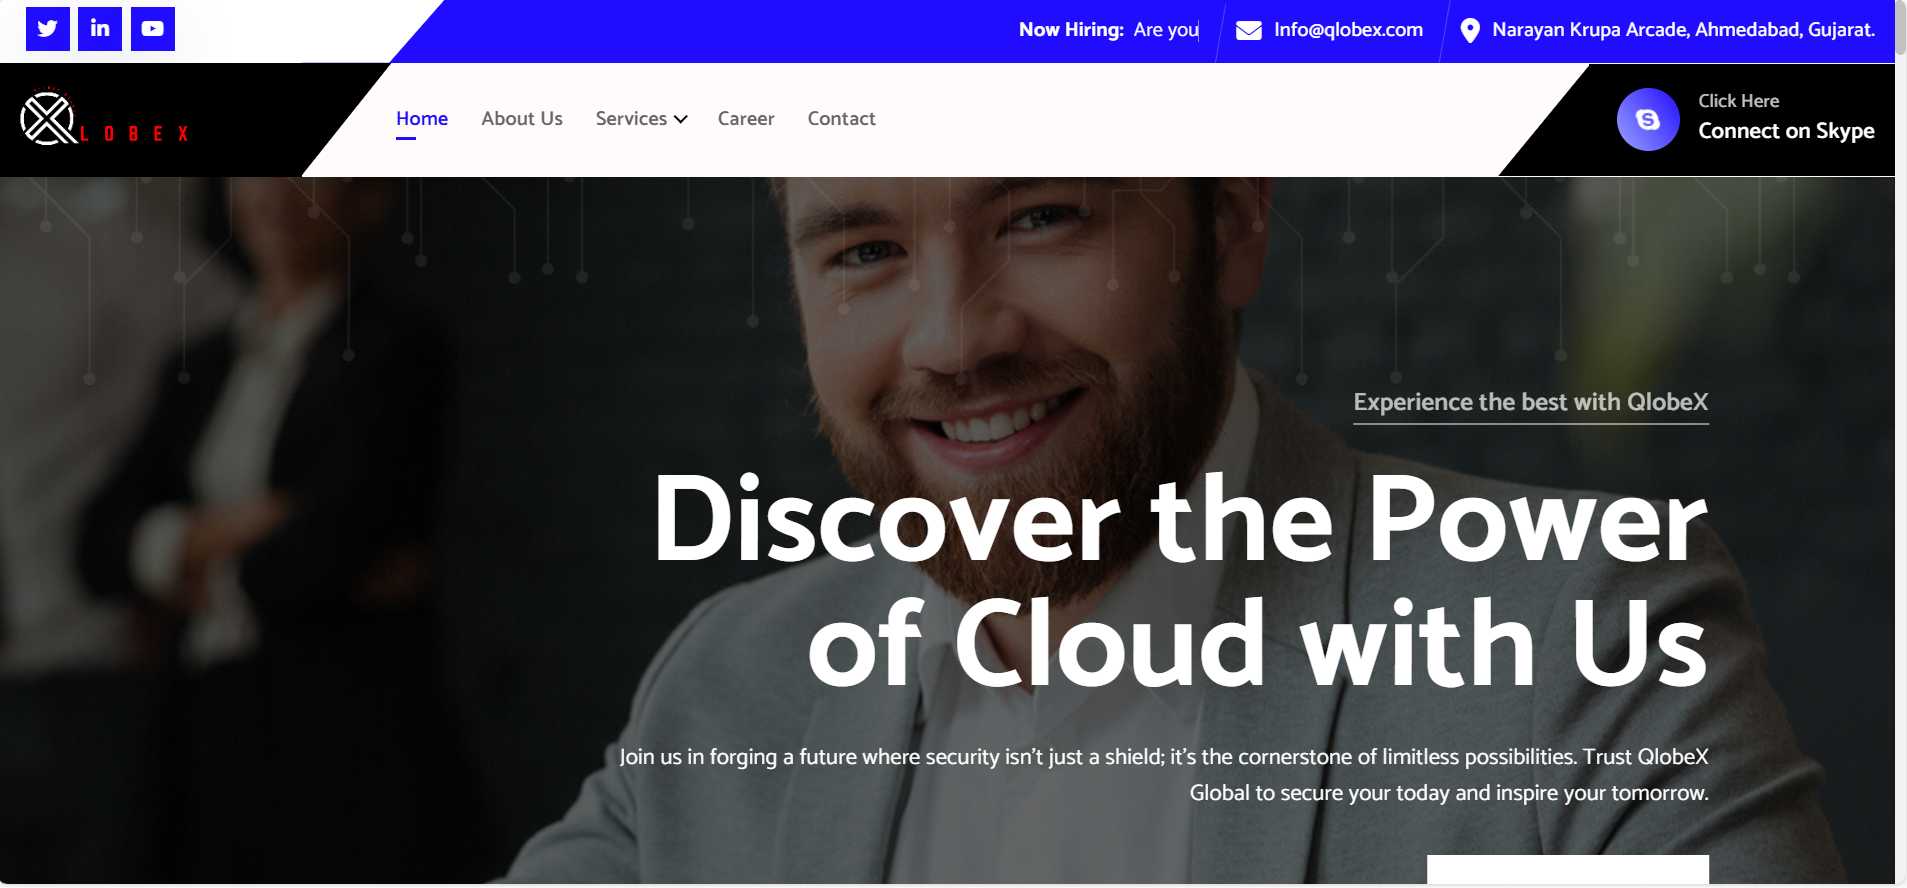 Now Hiring: Are you
Info@qlobex.com
Narayan Krupa Arcade, Ahmedabad, Gujarat.
LOBEX
Home
About Us
Services
Career
Contact
Click Here
Connect on Skype
Experience the best with QlobeX
Discover the Power
of Cloud with Us
Join us in forging a future where security isn't just a shield; it's the cornerstone of limitless possibilities. Trust QlobeX
Global to secure your today and inspire your tomorrow.